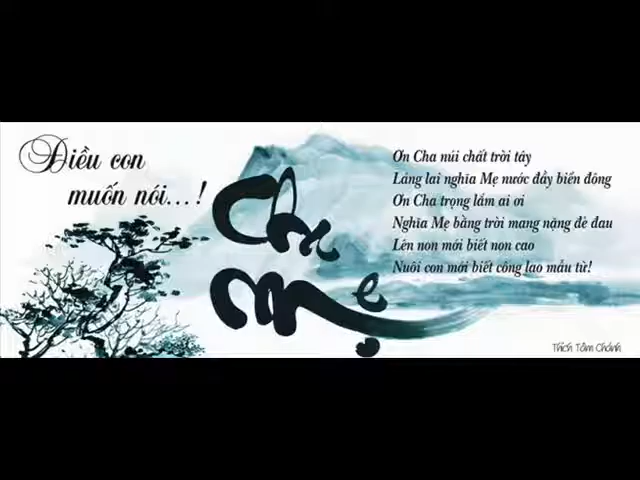 Điều con
muốn nói...!
Cha
Mẹ
Ơn Cha núi chất trời tây
Láng lai nghĩa Mẹ nước đầy biển đông
Ơn Cha trọng lắm ai ơi
Nghĩa Mẹ bằng trời mang nặng đẻ đau
Lên non mới biết non cao
Nuôi con mới biết công lao mẫu từ!
Thích Tâm Chánh